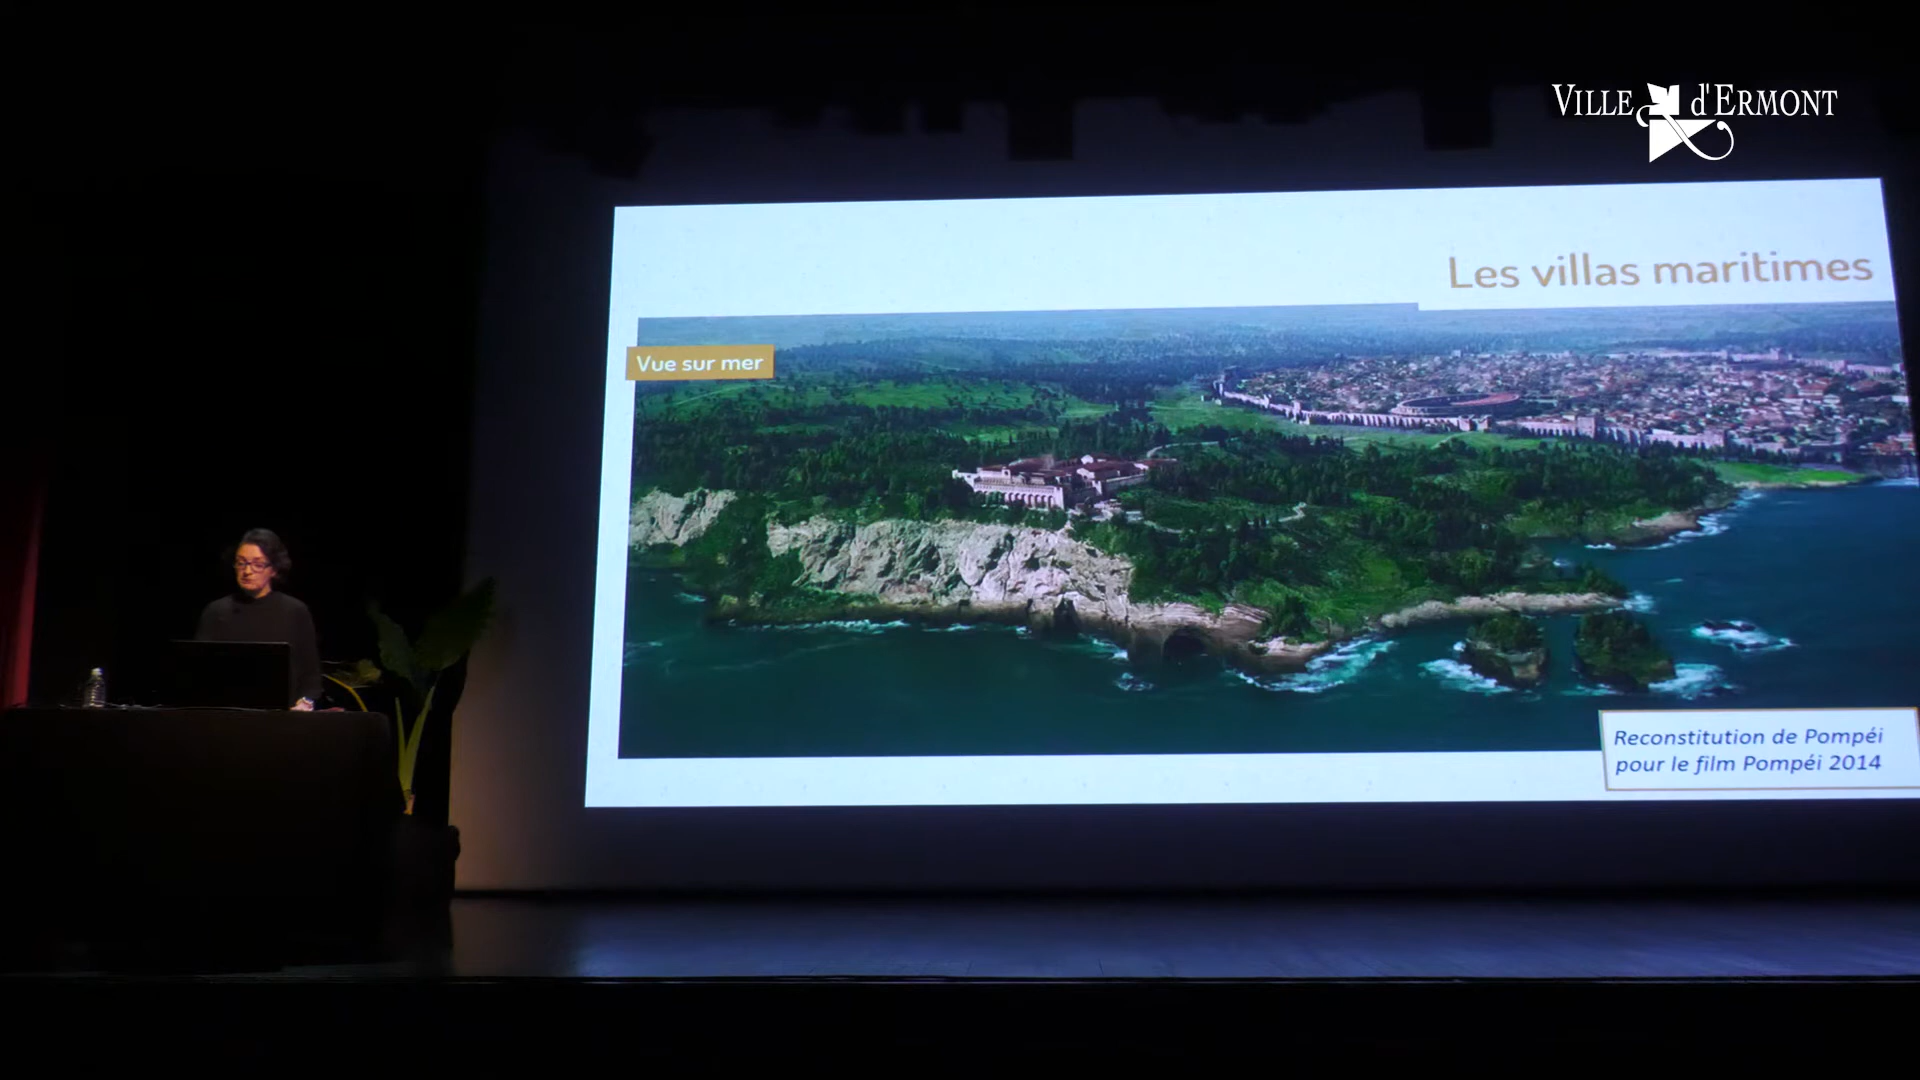 VILLE d'ERMONT
Les villas maritimes
Vue sur mer
Reconstitution de Pompéi
pour le film Pompéi 2014